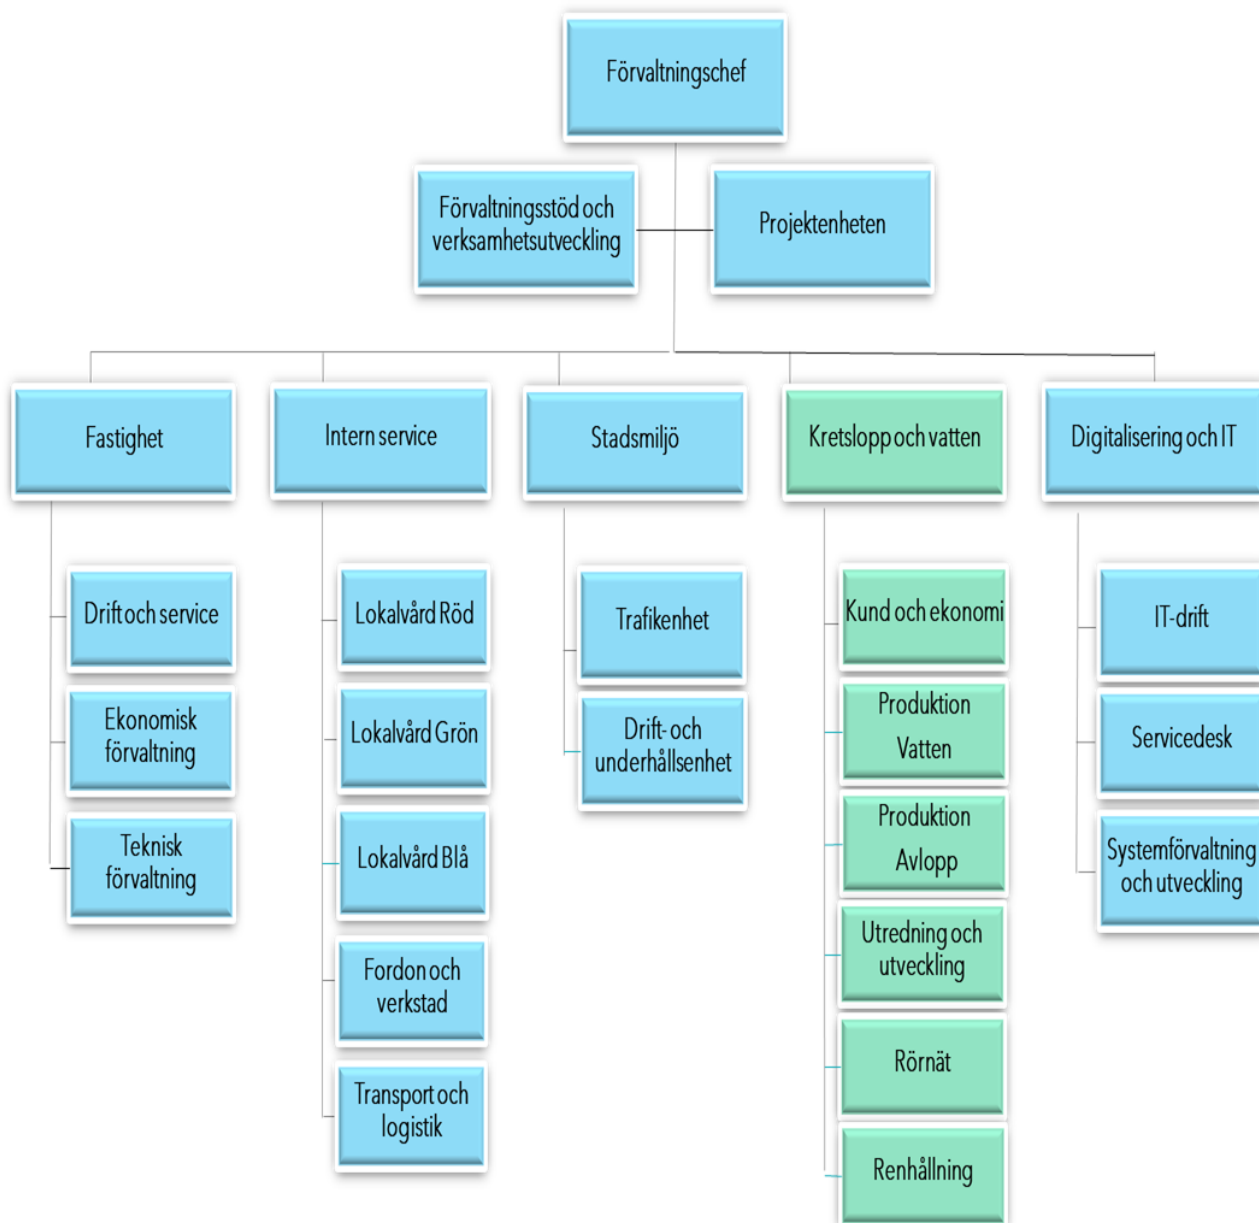 Förvaltningschef
Förvaltningsstöd och
verksamhetsutveckling
Projektenheten
Fastighet
Intern service
Stadsmiljö
Kretslopp och vatten
Digitalisering och IT
Drift och service
Ekonomisk
förvaltning
Teknisk
förvaltning
Lokalvård Röd
Lokalvård Grön
Lokalvård Blå
Fordon och
verkstad
Transport och
logistik
Trafikenhet
Drift- och
underhållsenhet
Kund och ekonomi
Produktion
Vatten
Produktion
Avlopp
Utredning och
utveckling
Rörnät
Renhållning
IT-drift
Servicedesk
Systemförvaltning
och utveckling